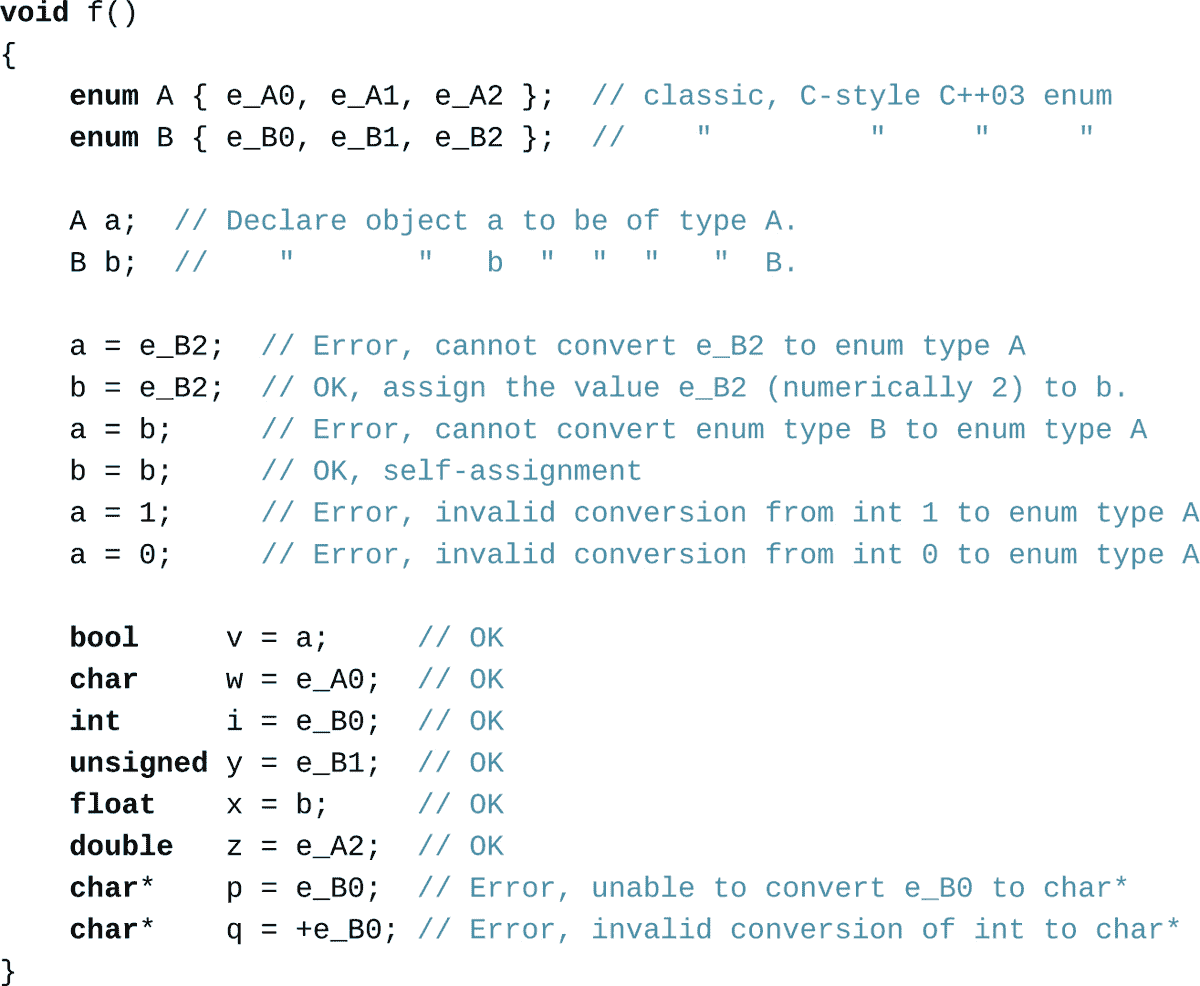 void f()
{
    enum A { e_A0, e_A1, e_A2 };  // classic, C-style C++03 enum
    enum B { e_B0, e_B1, e_B2 };  //    "         "     "     "
    A a;  // Declare object a to be of type A.
    B b;  //    "       "   b  "  "  "   "  B.
    a = e_B2;  // Error, cannot convert e_B2 to enum type A
    b = e_B2;  // OK, assign the value e_B2 (numerically 2) to b.
    a = b;     // Error, cannot convert enum type B to enum type A
    b = b;     // OK, self-assignment
    a = 1;     // Error, invalid conversion from int 1 to enum type A
    a = 0;     // Error, invalid conversion from int 0 to enum type A
    bool     v = a;     // OK
    char     w = e_A0;  // OK
    int      i = e_B0;  // OK
    unsigned y = e_B1;  // OK
    float    x = b;     // OK
    double   z = e_A2;  // OK
    char*    p = e_B0;  // Error, unable to convert e_B0 to char*
    char*    q = +e_B0; // Error, invalid conversion of int to char*
}